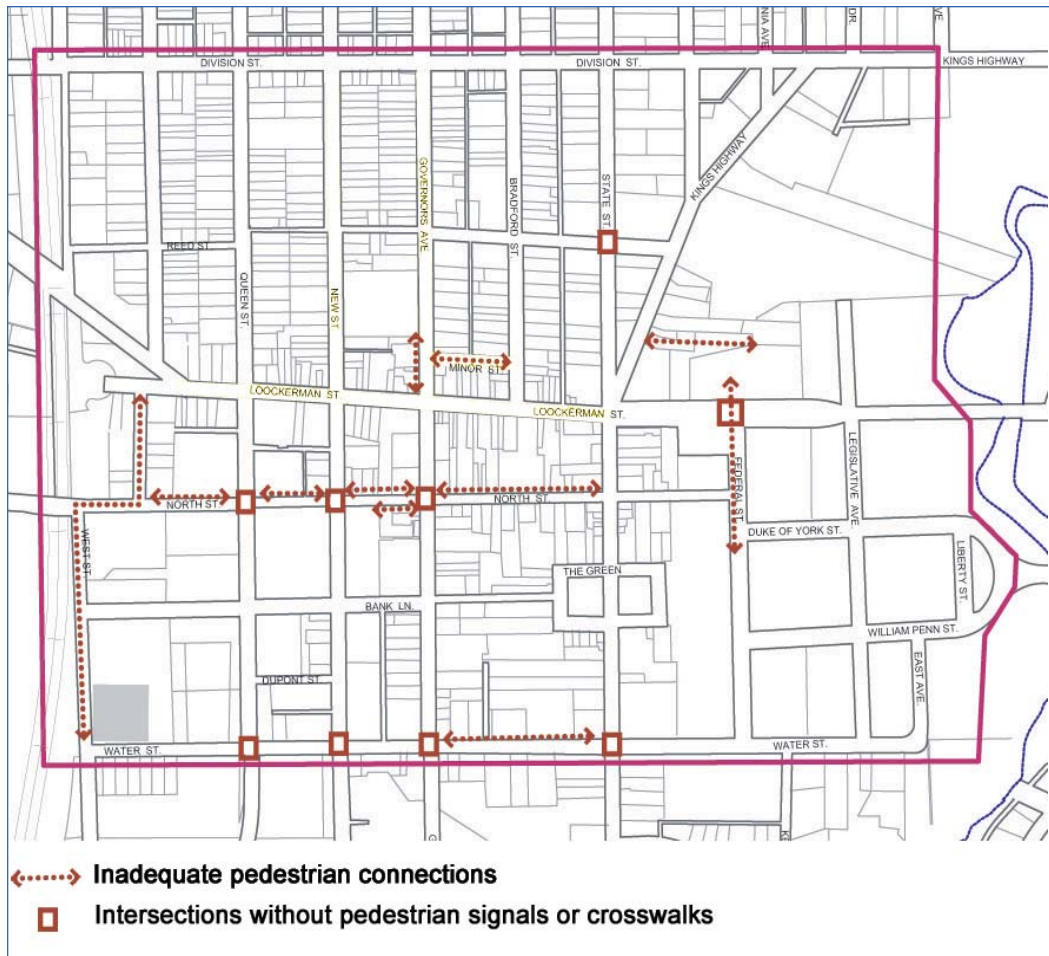 NIA AVE.
DR.
VE.
DIVISION ST.
DIVISION ST.
KINGS HIGHWAY
KINGS HIGHWAY
GOVERNORS AVE.
BRADFORD ST.
STATE ST.
REED ST.
QUEEN ST.
NEW ST.
MINOR ST.
LOOCKERMAN ST.
LOOCKERMAN ST.
FEDERAL ST.
LEGISLATIVE AVE.
NORTH ST.
NORTH ST.
DUKE OF YORK ST.
WEST ST.
THE GREEN
LIBERTY ST.
BANK LN.
WILLIAM PENN ST.
EAST AVE.
DUPONT ST.
WATER ST.
WATER ST.
Inadequate pedestrian connections
Intersections without pedestrian signals or crosswalks